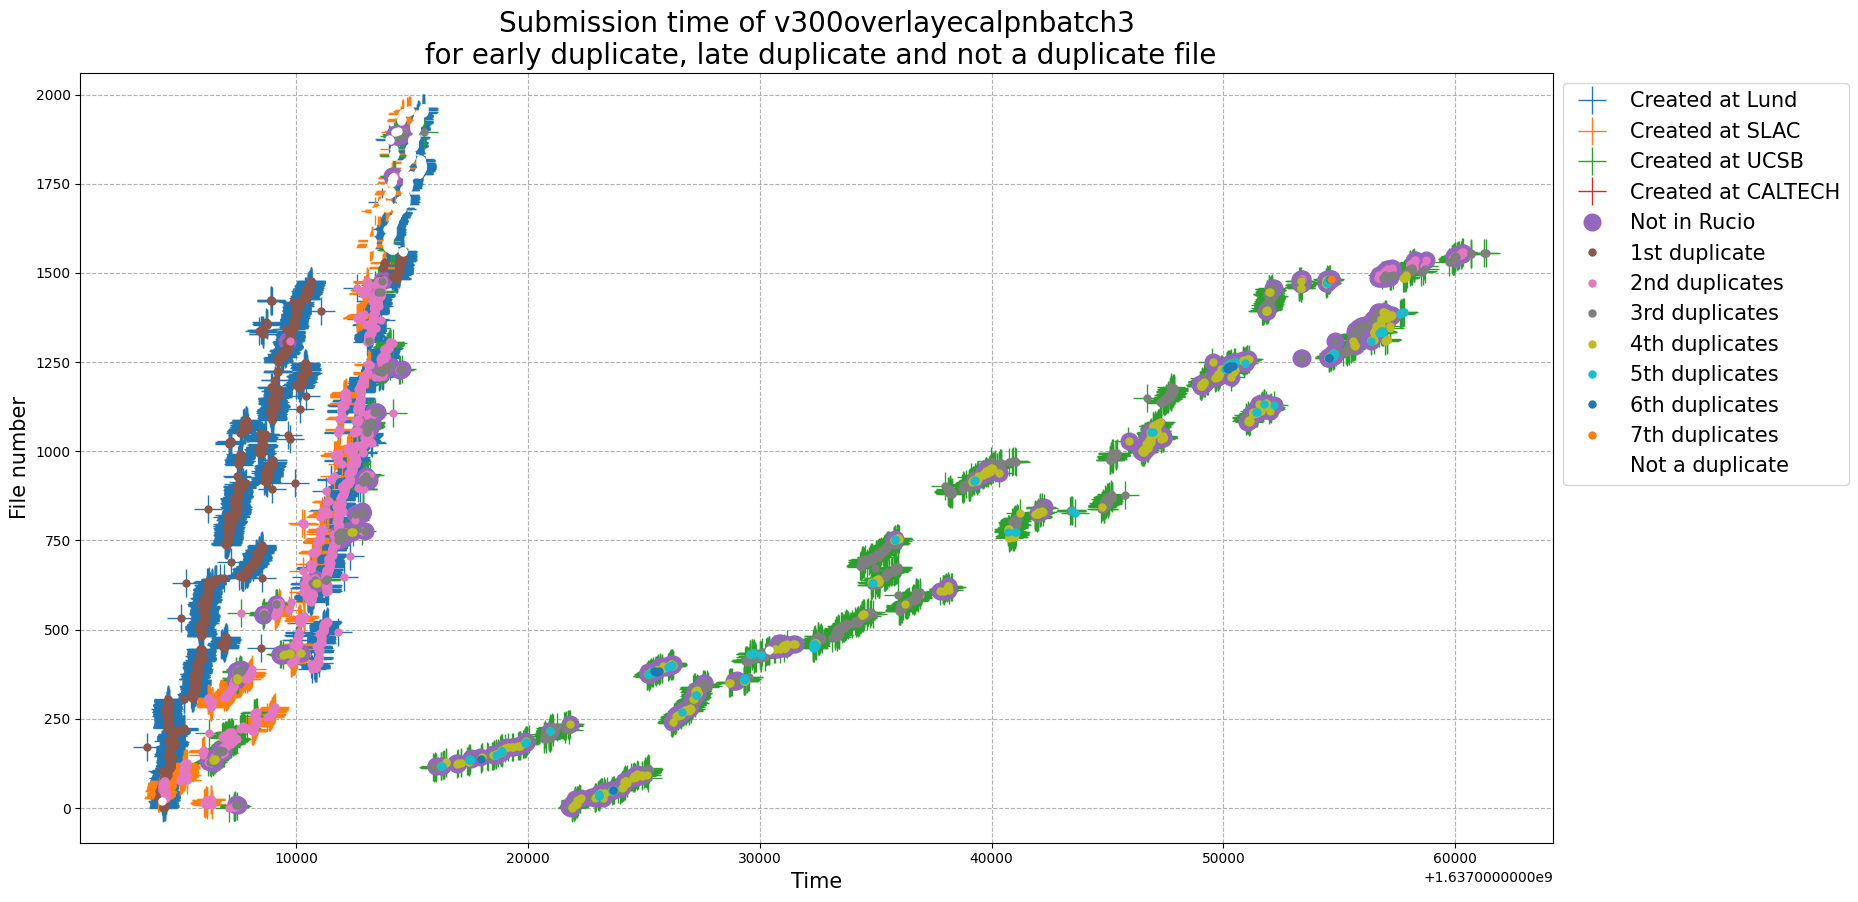 Submission time of v300overlayecalpnbatch3
for early duplicate, late duplicate and not a duplicate file
File number
2000
1750
1500
1250
1000
750
500
250
0
10000
20000
30000
40000
50000
60000
+1.6370000000e9
Time
Created at Lund
Created at SLAC
Created at UCSB
Created at CALTECH
Not in Rucio
1st duplicate
2nd duplicates
3rd duplicates
4th duplicates
5th duplicates
6th duplicates
7th duplicates
Not a duplicate